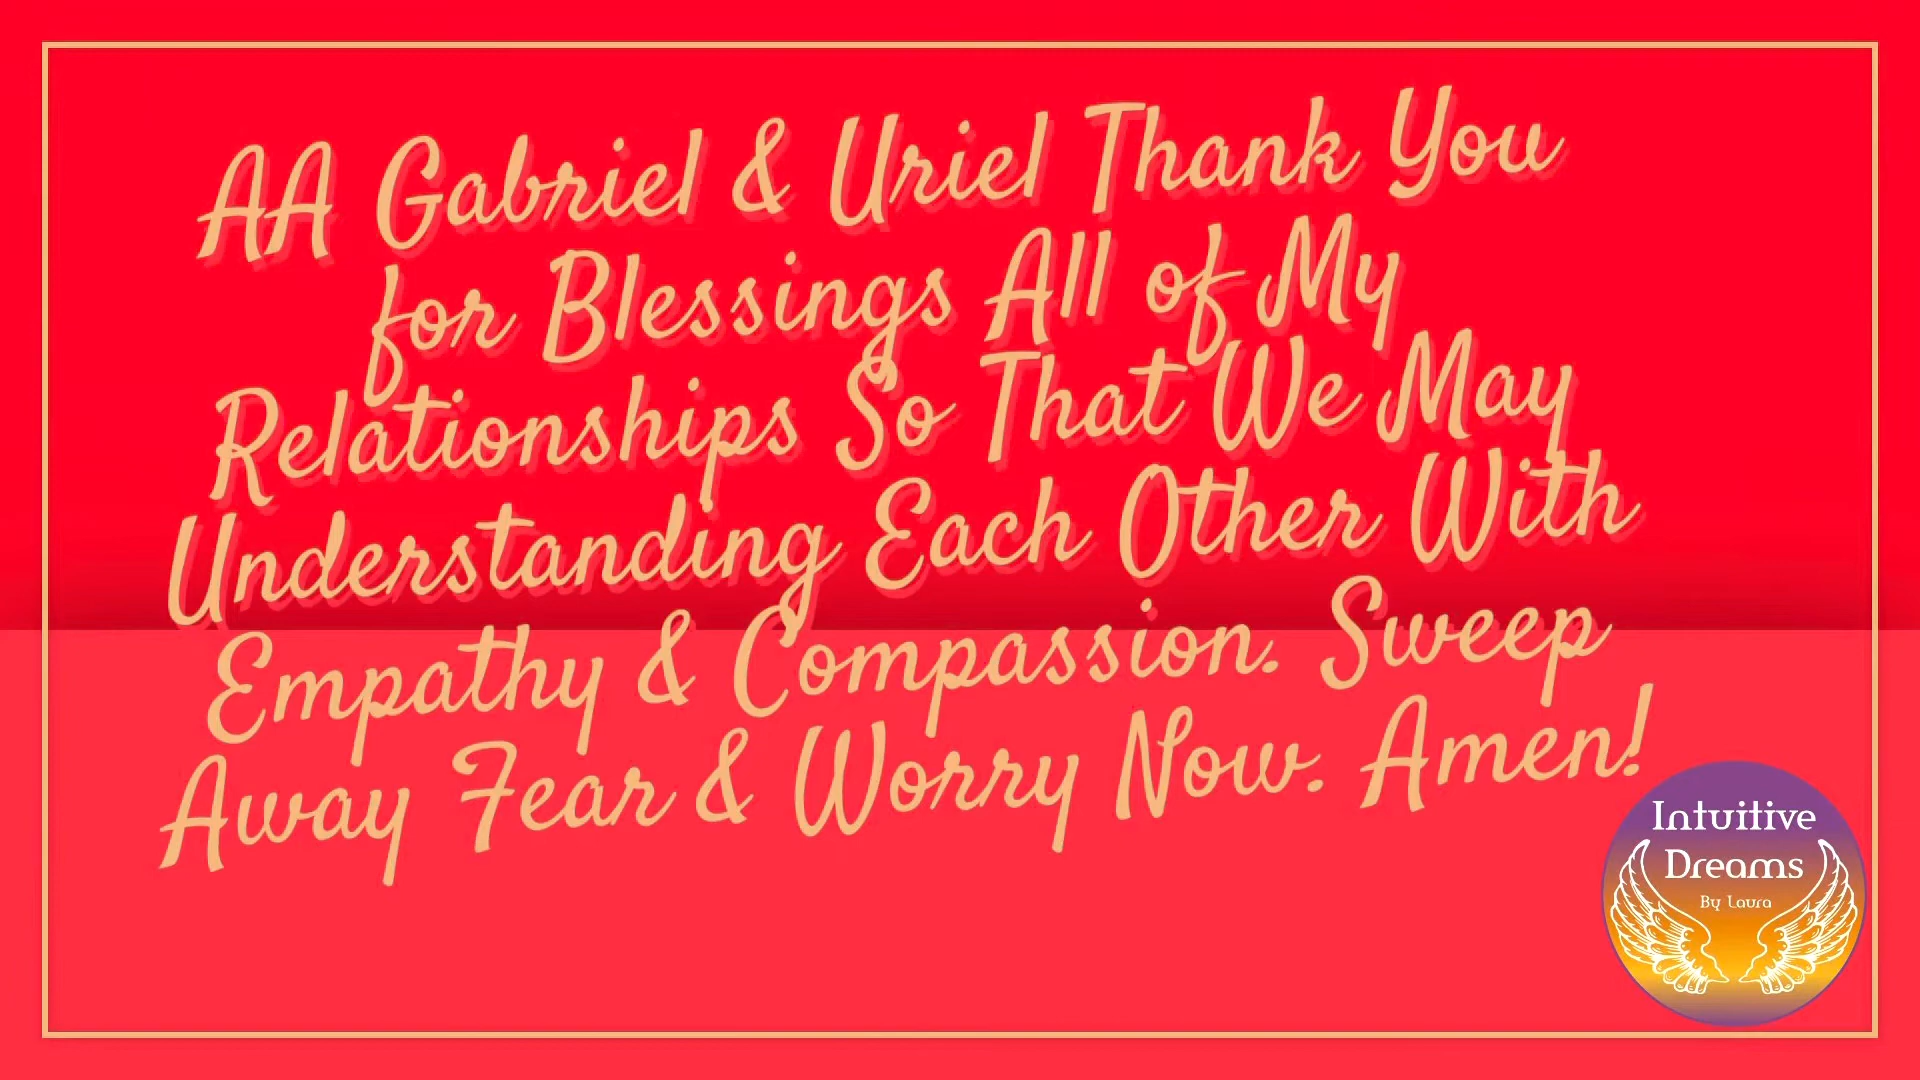 AA Gabriel & Uriel Thank You
for Blessings All of My
Relationships So That We May
Understanding Each Other With
Empathy & Compassion. Sweep
Away Fear & Worry Now. Amen!
Intuitive
Dreams
By Laura